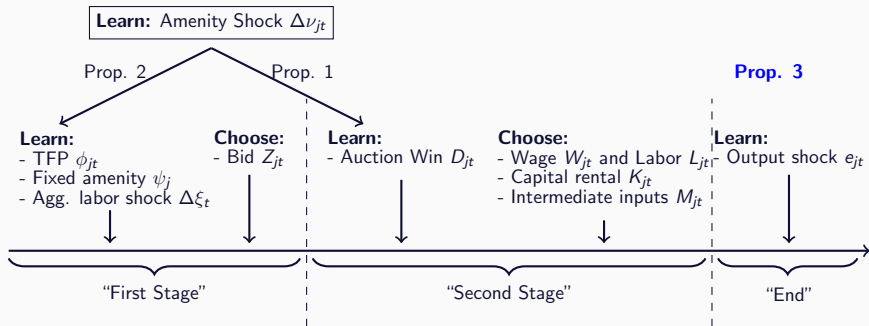 Learn: Amenity Shock Δν_jt
Prop. 2
Prop. 1
Prop. 3
Learn:
- TFP ϕ_jt
- Fixed amenity ψ_j
- Agg. labor shock Δξ_t
Choose:
- Bid Z_jt
Learn:
- Auction Win D_jt
Choose:
- Wage W_jt and Labor L_jt
- Capital rental K_jt
- Intermediate inputs M_jt
Learn:
- Output shock e_jt
“First Stage”
“Second Stage”
“End”